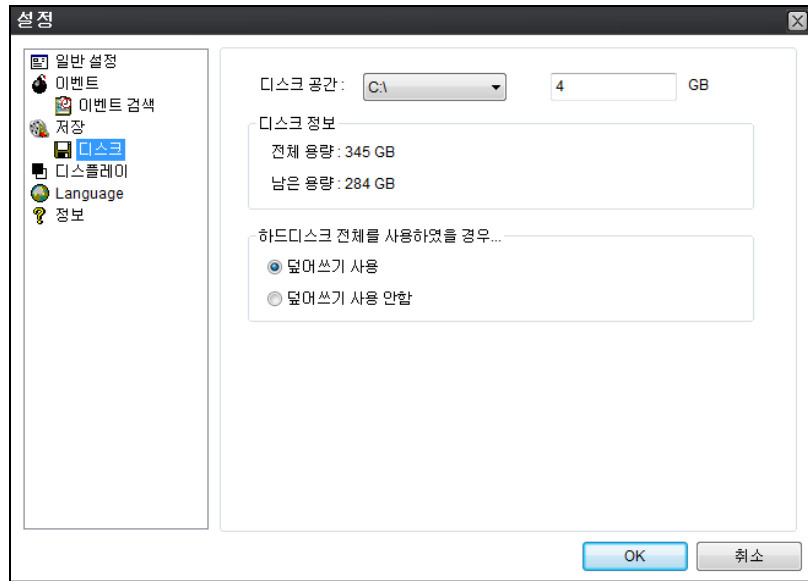 설정
일반 설정
이벤트
이벤트 검색
저장
디스크
디스플레이
Language
정보
디스크 공간 : C:\ 4 GB
디스크 정보
전체 용량 : 345 GB
남은 용량 : 284 GB
하드디스크 전체를 사용하였을 경우...
덮어쓰기 사용
덮어쓰기 사용 안함
OK 취소